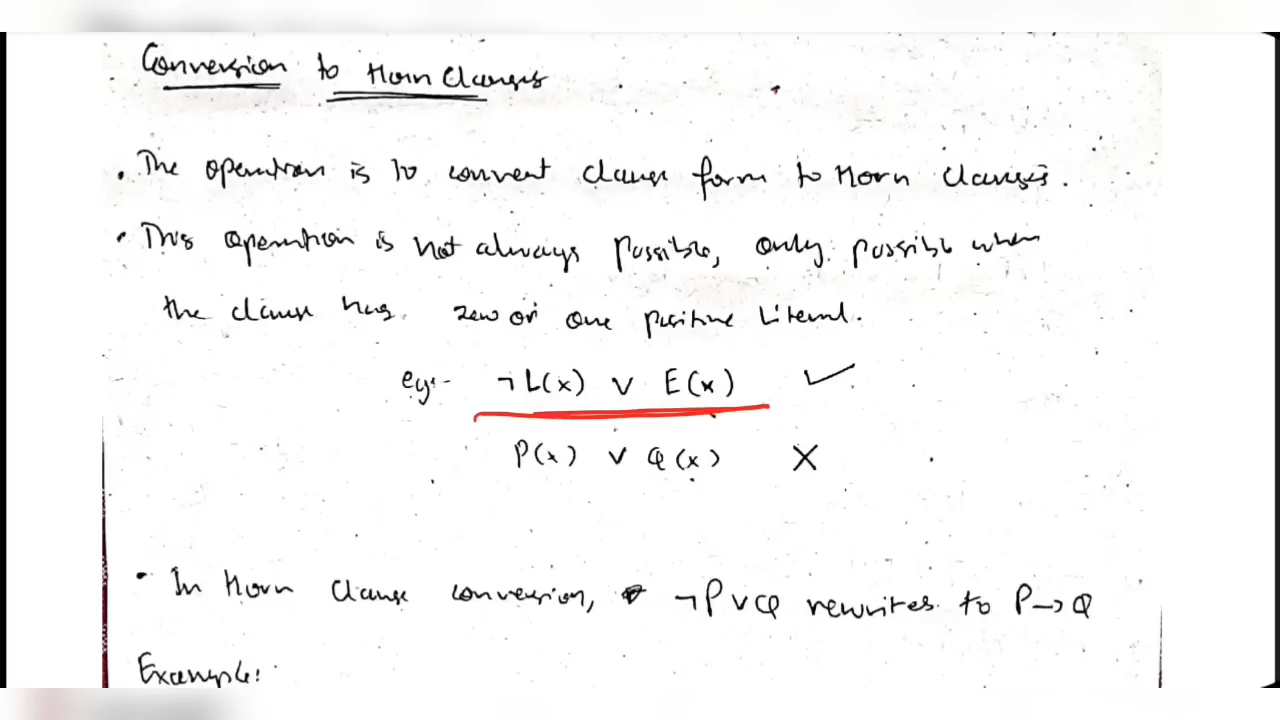 Conversion to Horn Clauses
. The operation is to convert clause form to Horn Clauses.
. This operation is not always possible, only possible when
the clause has zero or one positive Literal.
eg:- ¬L(x) ∨ E(x) ✓
P(x) ∨ Q(x) X
. In Horn Clause conversion, ¬P∨Q rewrites to P→Q
Example: